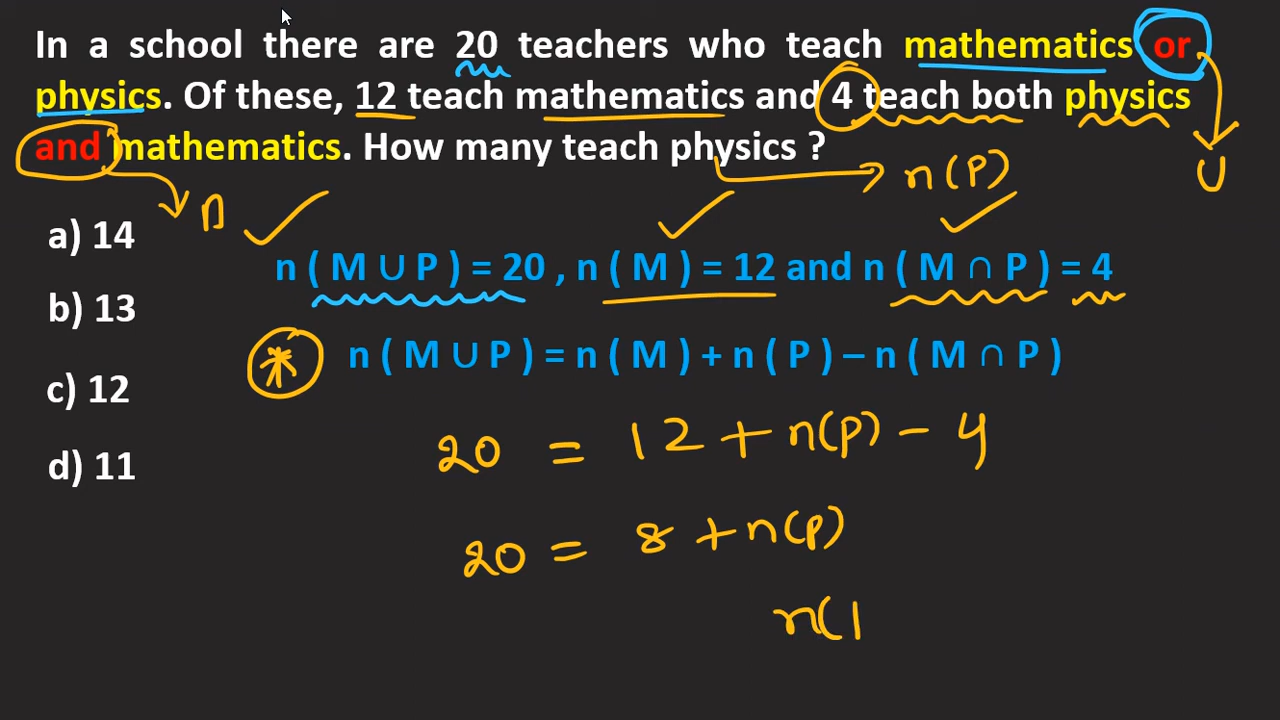 In a school there are 20 teachers who teach mathematics or
physics. Of these, 12 teach mathematics and 4 teach both physics
and mathematics. How many teach physics ?
n(P)
U
∩
a) 14
n ( M ∪ P ) = 20 , n ( M ) = 12 and n ( M ∩ P ) = 4
b) 13
* n ( M ∪ P ) = n ( M ) + n ( P ) – n ( M ∩ P )
c) 12
20 = 12 + n(P) - 4
d) 11
20 = 8 + n(P)
n(